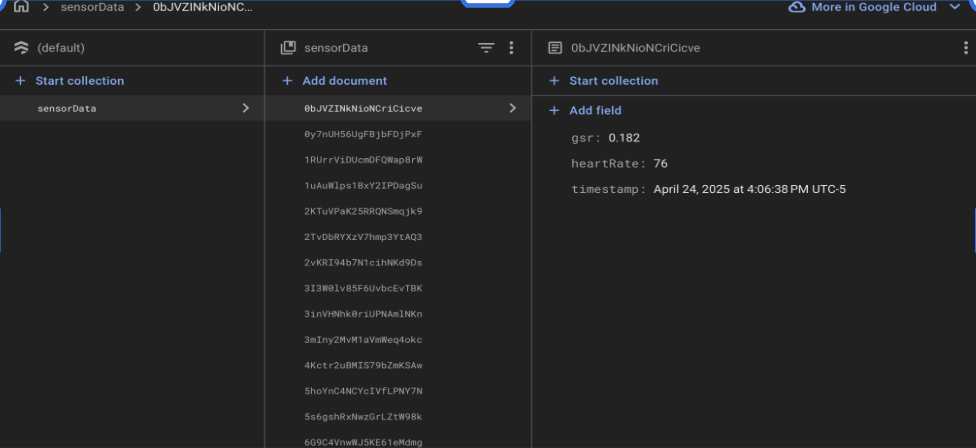 sensorData > 0bJVZINkNioNC... More in Google Cloud
(default)
+ Start collection
sensorData
sensorData
+ Add document
0bJVZINkNioNCriCicve
0y7nUH56UgFBjbFDjPxF
1RUrrViDUcmDFQWap8rW
1uAuWlps1BxY2IPDagSu
2KTuVPaK25RRQNSmqjk9
2TvDbRYXzV7hmp3YtAQ3
2vKRI94b7N1cihNKd9Ds
3I3W0lv85F6UvbcEvTBK
3inVHNhk0riUPNAmlNKn
3mIny2MvM1aVmWeq4okc
4Kctr2uBMIS79bZmKSAw
5hoYnC4NCYcIVfLPNY7N
5s6gshRxNwzGrLZtW98k
6G9C4VnwWJ5KE61eMdmg
0bJVZINkNioNCriCicve
+ Start collection
+ Add field
gsr: 0.182
heartRate: 76
timestamp: April 24, 2025 at 4:06:38 PM UTC-5